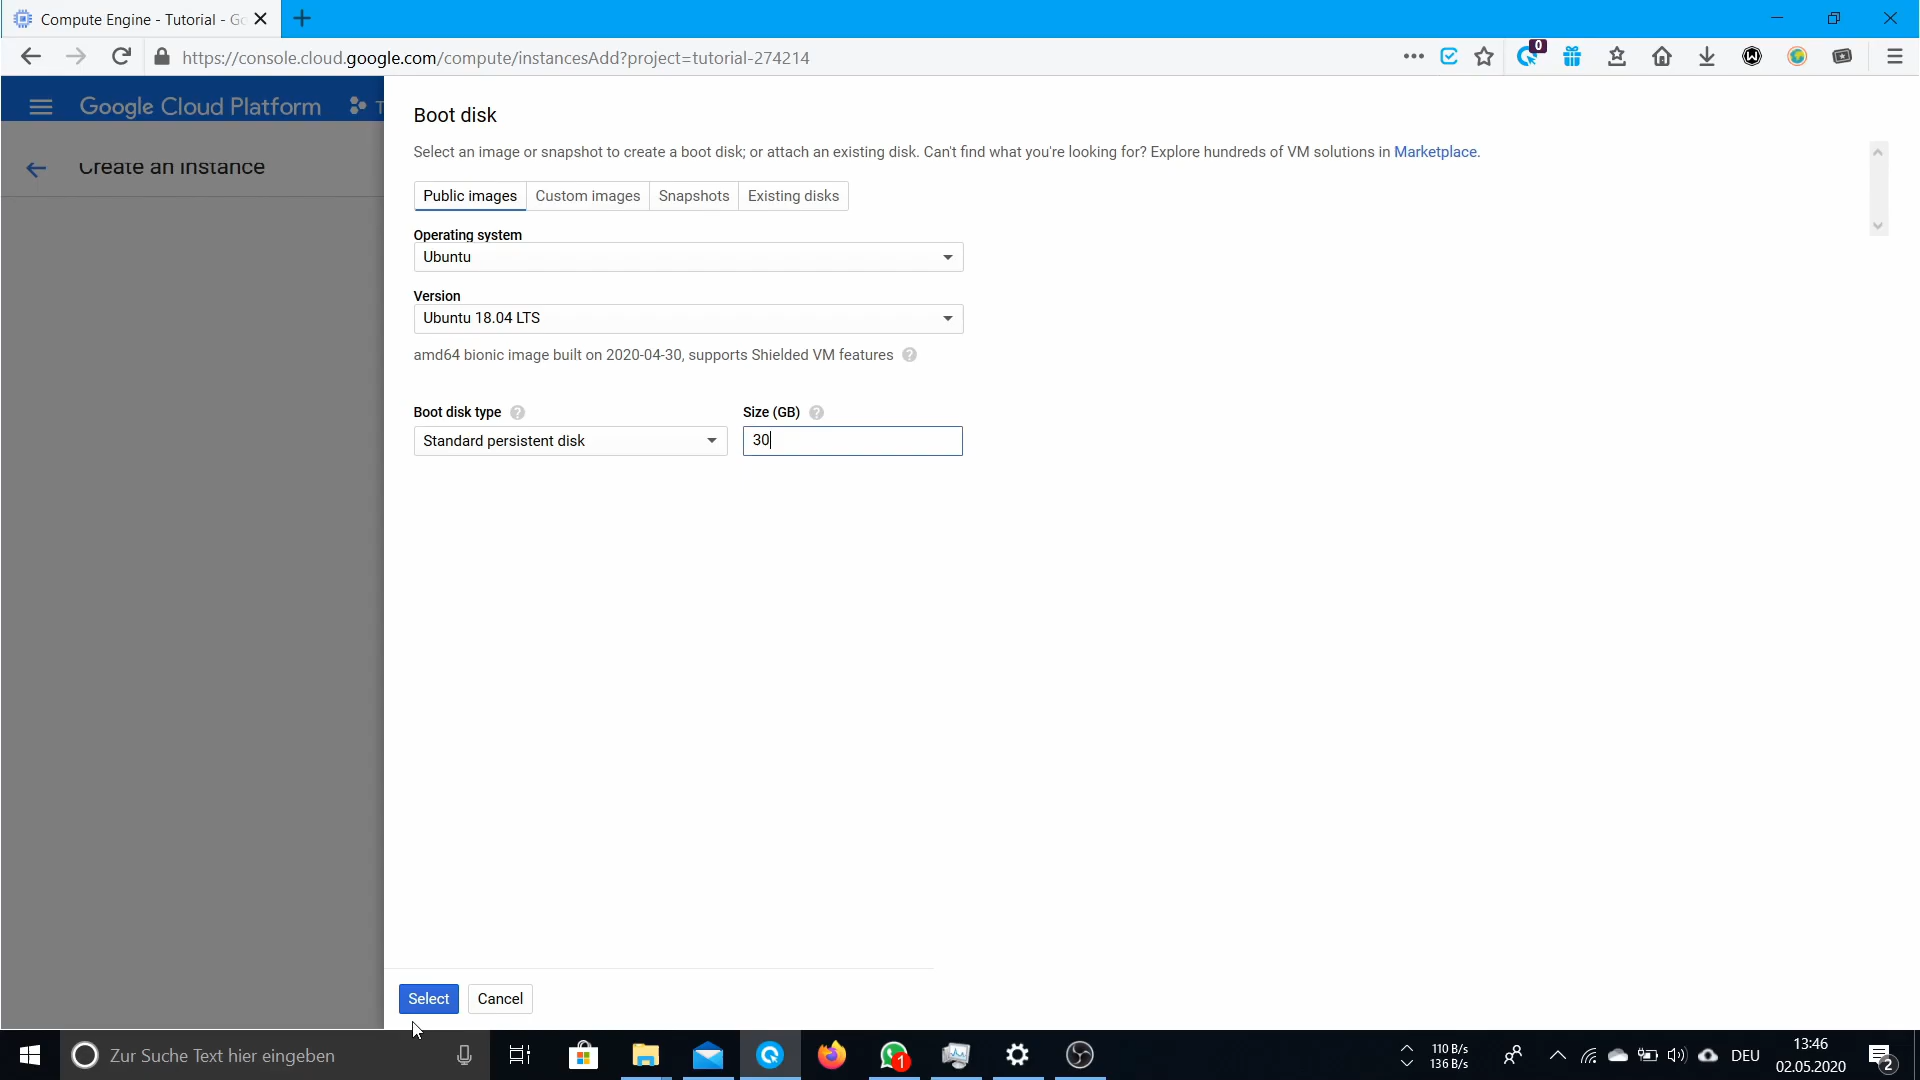 Compute Engine - Tutorial - Go
https://console.cloud.google.com/compute/instancesAdd?project=tutorial-274214
0
Google Cloud Platform
T
Create an instance
Boot disk
Select an image or snapshot to create a boot disk; or attach an existing disk. Can't find what you're looking for? Explore hundreds of VM solutions in Marketplace.
Public images Custom images Snapshots Existing disks
Operating system
Ubuntu
Version
Ubuntu 18.04 LTS
amd64 bionic image built on 2020-04-30, supports Shielded VM features ?
Boot disk type ? Size (GB) ?
Standard persistent disk 30
Select Cancel
Zur Suche Text hier eingeben
1
110 B/s
136 B/s
DEU
13:46
02.05.2020
2